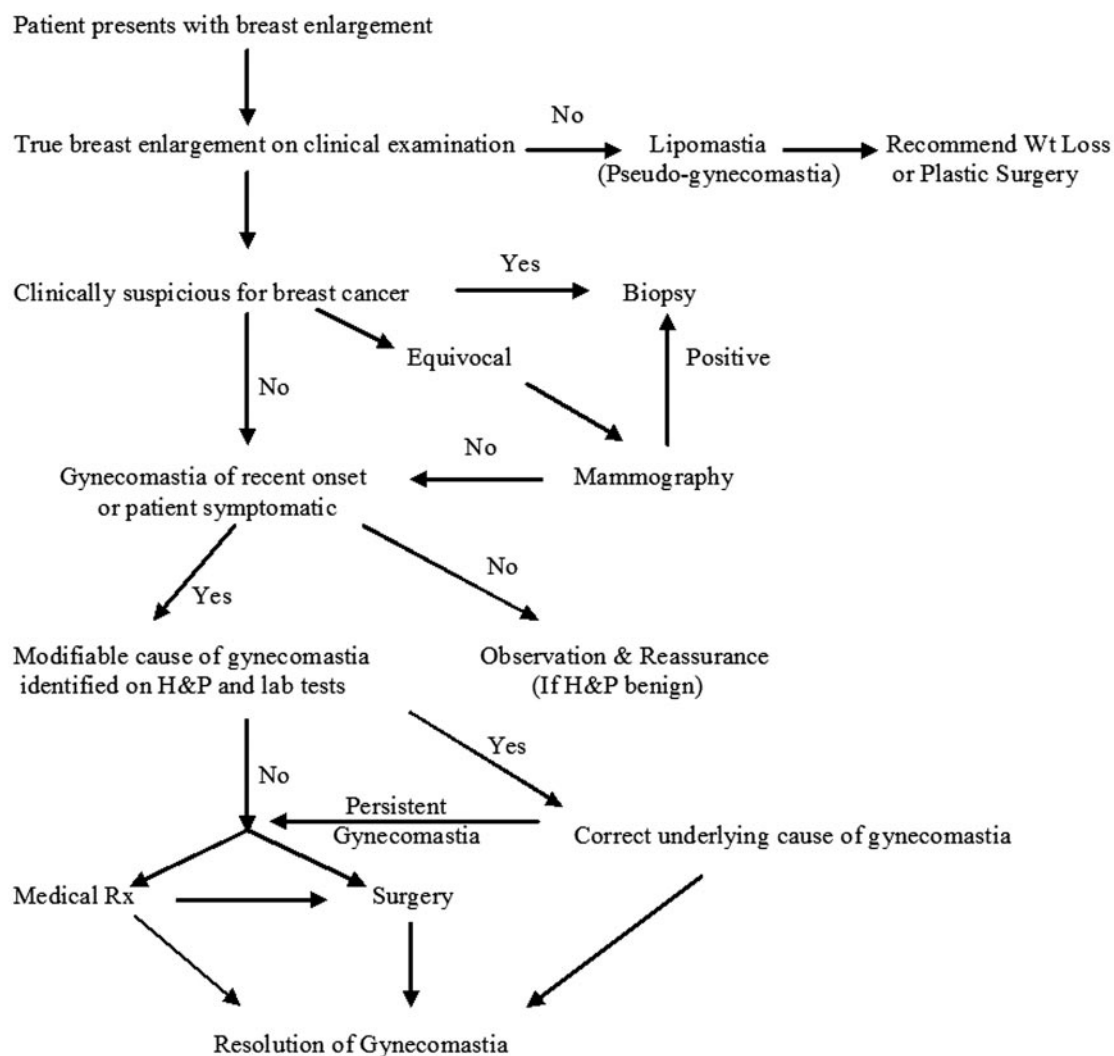 Patient presents with breast enlargement
No
True breast enlargement on clinical examination
Lipomastia
(Pseudo-gynecomastia)
Recommend Wt Loss
or Plastic Surgery
Yes
Clinically suspicious for breast cancer
Biopsy
Equivocal
Positive
No
No
Gynecomastia of recent onset
or patient symptomatic
Mammography
No
Yes
Modifiable cause of gynecomastia
identified on H&P and lab tests
Observation & Reassurance
(If H&P benign)
Yes
No
Persistent
Gynecomastia
Correct underlying cause of gynecomastia
Medical Rx
Surgery
Resolution of Gynecomastia